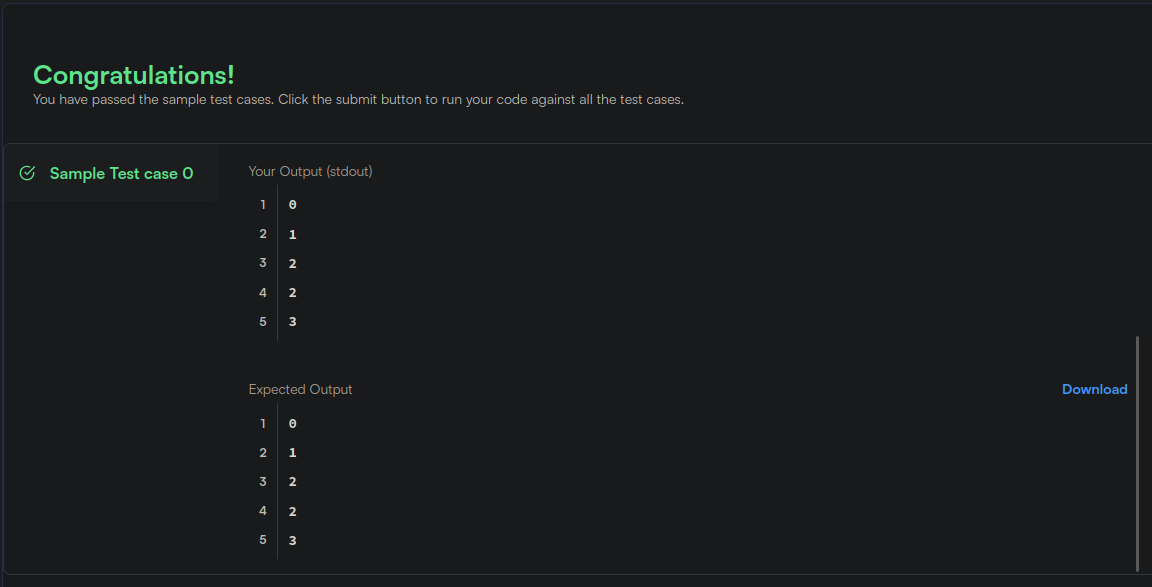 Congratulations!
You have passed the sample test cases. Click the submit button to run your code against all the test cases.
Sample Test case 0
Your Output (stdout)
1 0
2 1
3 2
4 2
5 3
Expected Output Download
1 0
2 1
3 2
4 2
5 3